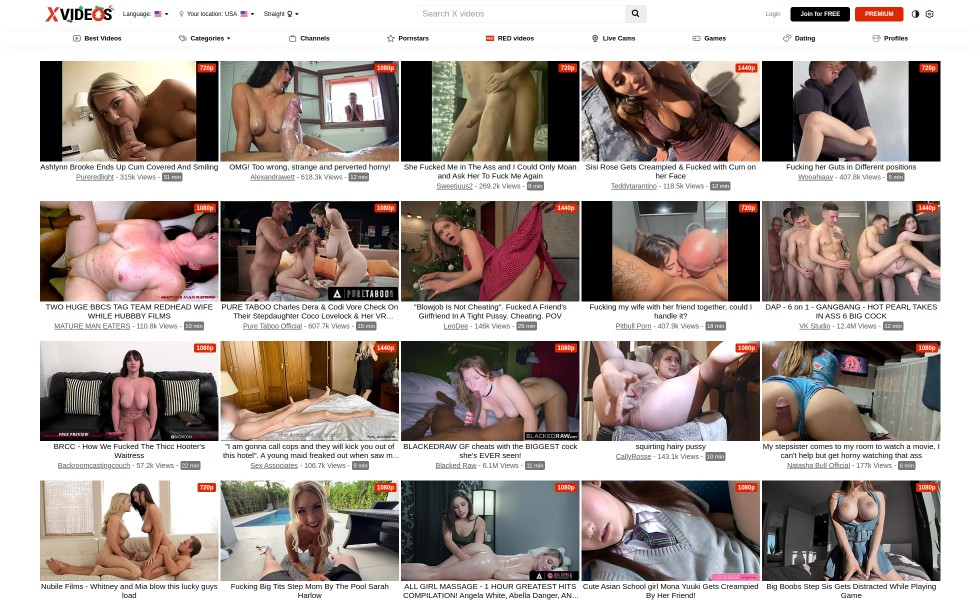 XVIDEOS
Language:
Your location: USA
Straight
Search X videos
Login
Join for FREE
PREMIUM
Best Videos
Categories
Channels
Pornstars
RED videos
Live Cams
Games
Dating
Profiles
720p
1080p
720p
1440p
720p
Ashlynn Brooke Ends Up Cum Covered And Smiling
Pureredlight - 315k Views - 31 min
OMG! Too wrong, strange and perverted horny!
Alexandrawett - 618.3k Views - 12 min
She Fucked Me in The Ass and I Could Only Moan
and Ask Her To Fuck Me Again
Sweetjuus2 - 269.2k Views - 8 min
Sisi Rose Gets Creampied & Fucked with Cum on
her Face
Teddytarantino - 118.5k Views - 12 min
Fucking her Guts in Different positions
Wooahjaay - 407.8k Views - 5 min
1080p
1080p
1440p
720p
1440p
PURETABOO
TWO HUGE BBCS TAG TEAM REDHEAD WIFE
WHILE HUBBBY FILMS
MATURE MAN EATERS - 110.8k Views - 10 min
PURE TABOO Charles Dera & Codi Vore Check On
Their Stepdaughter Coco Lovelock & Her VR...
Pure Taboo Official - 607.7k Views - 15 min
"Blowjob Is Not Cheating". Fucked A Friend's
Girlfriend In A Tight Pussy. Cheating. POV
LeoDee - 146k Views - 29 min
Fucking my wife with her friend together, could I
handle it?
Pitbull Porn - 407.9k Views - 18 min
DAP - 6 on 1 - GANGBANG - HOT PEARL TAKES
IN ASS 6 BIG COCK
VK Studio - 12.4M Views - 12 min
1080p
1440p
1080p
1080p
1080p
FREE PREVIEW
BLACKEDRAW
BRCC - How We Fucked The Thicc Hooter's
Waitress
Backroomcastingcouch - 57.2k Views - 22 min
"I am gonna call cops and they will kick you out of
this hotel". A young maid freaked out when saw m...
Sex Associates - 106.7k Views - 9 min
BLACKEDRAW GF cheats with the BIGGEST cock
she's EVER seen!
Blacked Raw - 6.1M Views - 11 min
squirting hairy pussy
CallyRosse - 143.1k Views - 10 min
My stepsister comes to my room to watch a movie, I
can't help but get horny watching that ass
Natasha Bull Official - 177k Views - 6 min
720p
1080p
1080p
1080p
1080p
Nubile Films - Whitney and Mia blow this lucky guys
load
Fucking Big Tits Step Mom By The Pool Sarah
Harlow
ALL GIRL MASSAGE - 1 HOUR GREATEST HITS
COMPILATION! Angela White, Abella Danger, AN...
Big Boobs Step Sis Gets Distracted While Playing
Game